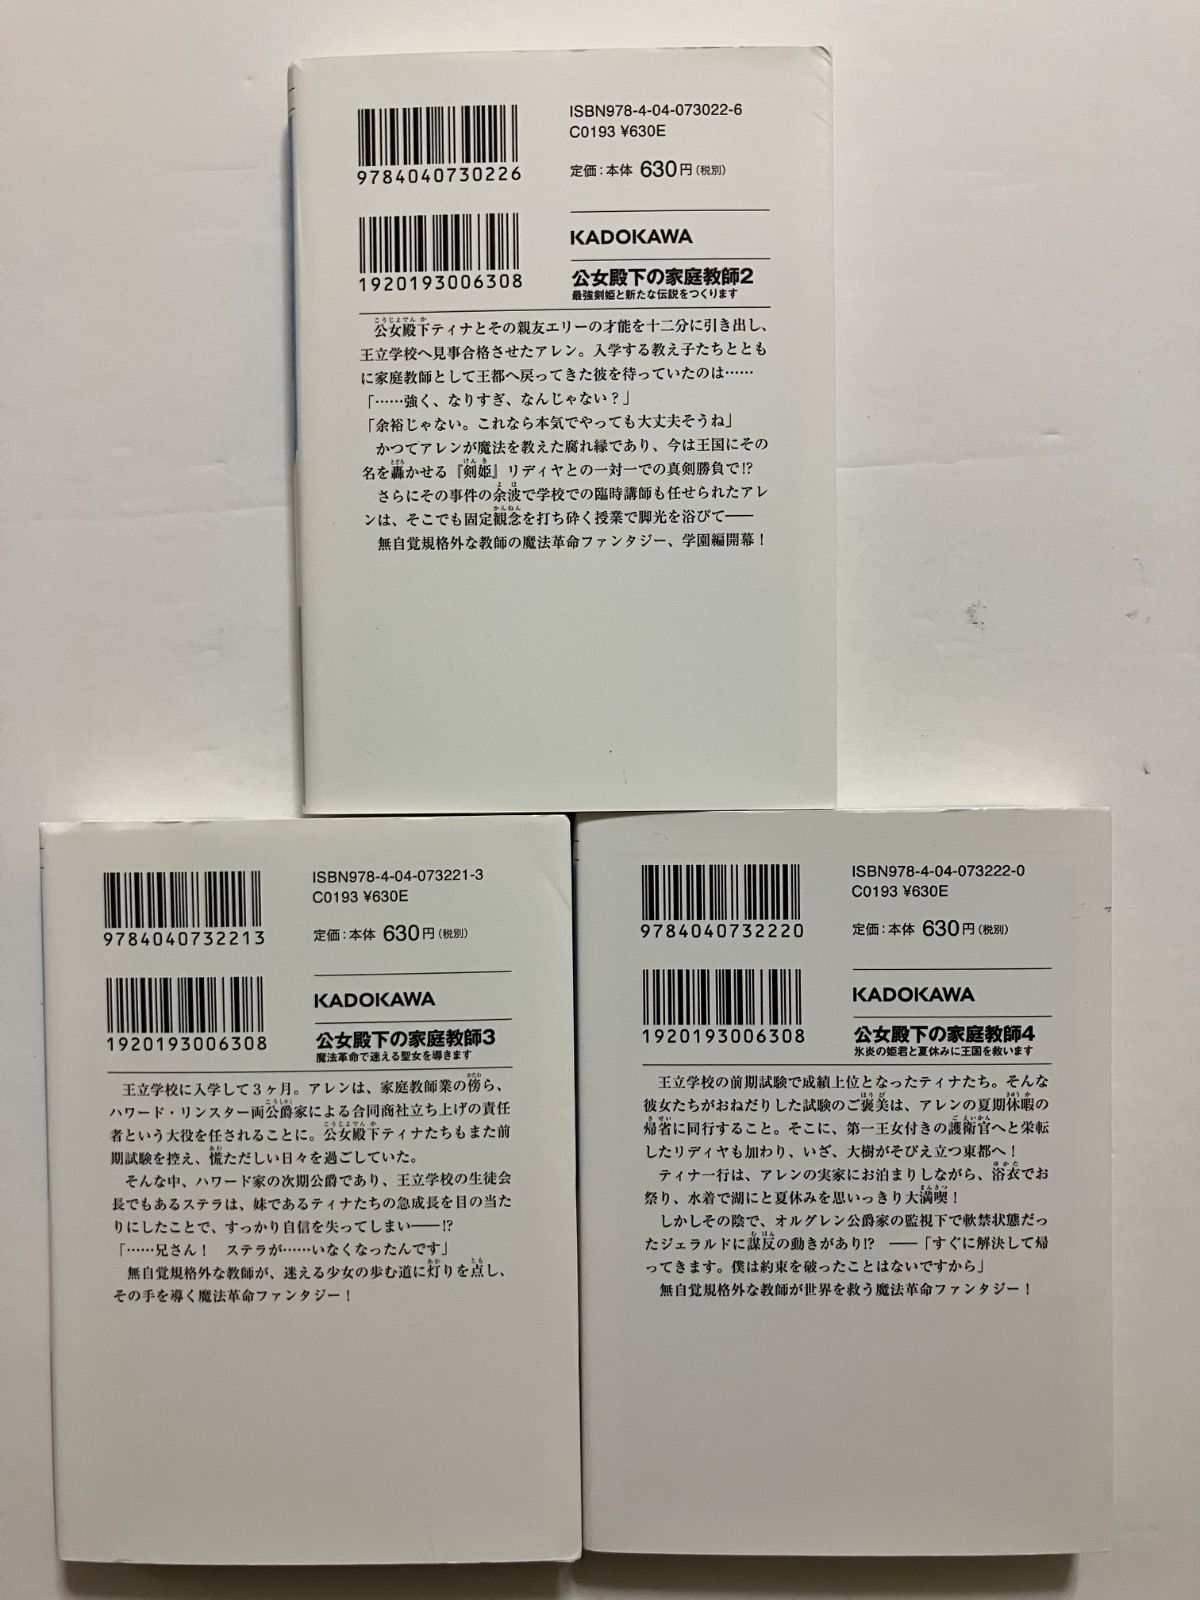 ISBN978-4-04-073022-6
C0193 ¥630E
定価：本体 630円（税別）
9784040730226
1920193006308
KADOKAWA
公女殿下の家庭教師2
最強剣姫と新たな伝説をつくります
公女殿下ティナとその親友エリーの才能を十二分に引き出し、
王立学校へ見事合格させたアレン。入学する教え子たちととも
に家庭教師として王都へ戻ってきた彼を待っていたのは……
「……強く、なりすぎ、なんじゃない？」
「余裕じゃない。これなら本気でやっても大丈夫そうね」
かつてアレンが魔法を教えた腐れ縁であり、今は王国にその
名を轟かせる『剣姫』リディヤとの一対一での真剣勝負で!?
さらにその事件の余波で学校での臨時講師も任せられたアレ
ンは、そこでも固定観念を打ち砕く授業で脚光を浴びて――
無自覚規格外な教師の魔法革命ファンタジー、学園編開幕！
ISBN978-4-04-073221-3
C0193 ¥630E
定価：本体 630円（税別）
9784040732213
1920193006308
KADOKAWA
公女殿下の家庭教師3
魔法革命で迷える聖女を導きます
王立学校に入学して３ヶ月。アレンは、家庭教師業の傍ら、
ハワード・リンスター両公爵家による合同商社立ち上げの責任
者という大役を任されることに。公女殿下ティナたちもまた前
期試験を控え、慌ただしい日々を過ごしていた。
そんな中、ハワード家の次期公爵であり、王立学校の生徒会
長でもあるステラは、妹であるティナたちの急成長を目の当た
りにしたことで、すっかり自信を失ってしまい――!?
「……兄さん！　ステラが……いなくなったんです」
無自覚規格外な教師が、迷える少女の歩む道に灯りを点し、
その手を導く魔法革命ファンタジー！
ISBN978-4-04-073222-0
C0193 ¥630E
定価：本体 630円（税別）
9784040732220
1920193006308
KADOKAWA
公女殿下の家庭教師4
氷炎の姫君と夏休みに王国を救います
王立学校の前期試験で成績上位となったティナたち。そんな
彼女たちがおねだりした試験のご褒美は、アレンの夏期休暇の
帰省に同行すること。そこに、第一王女付きの護衛官へと栄転
したリディヤも加わり、いざ、大樹がそびえ立つ東都へ！
ティナ一行は、アレンの実家にお泊まりしながら、浴衣でお
祭り、水着で湖にと夏休みを思いっきり大満喫！
しかしその陰で、オルグレン公爵家の監視下で軟禁状態だっ
たジェラルドに謀反の動きがあり!?　――「すぐに解決して帰
ってきます。僕は約束を破ったことはないですから」
無自覚規格外な教師が世界を救う魔法革命ファンタジー！